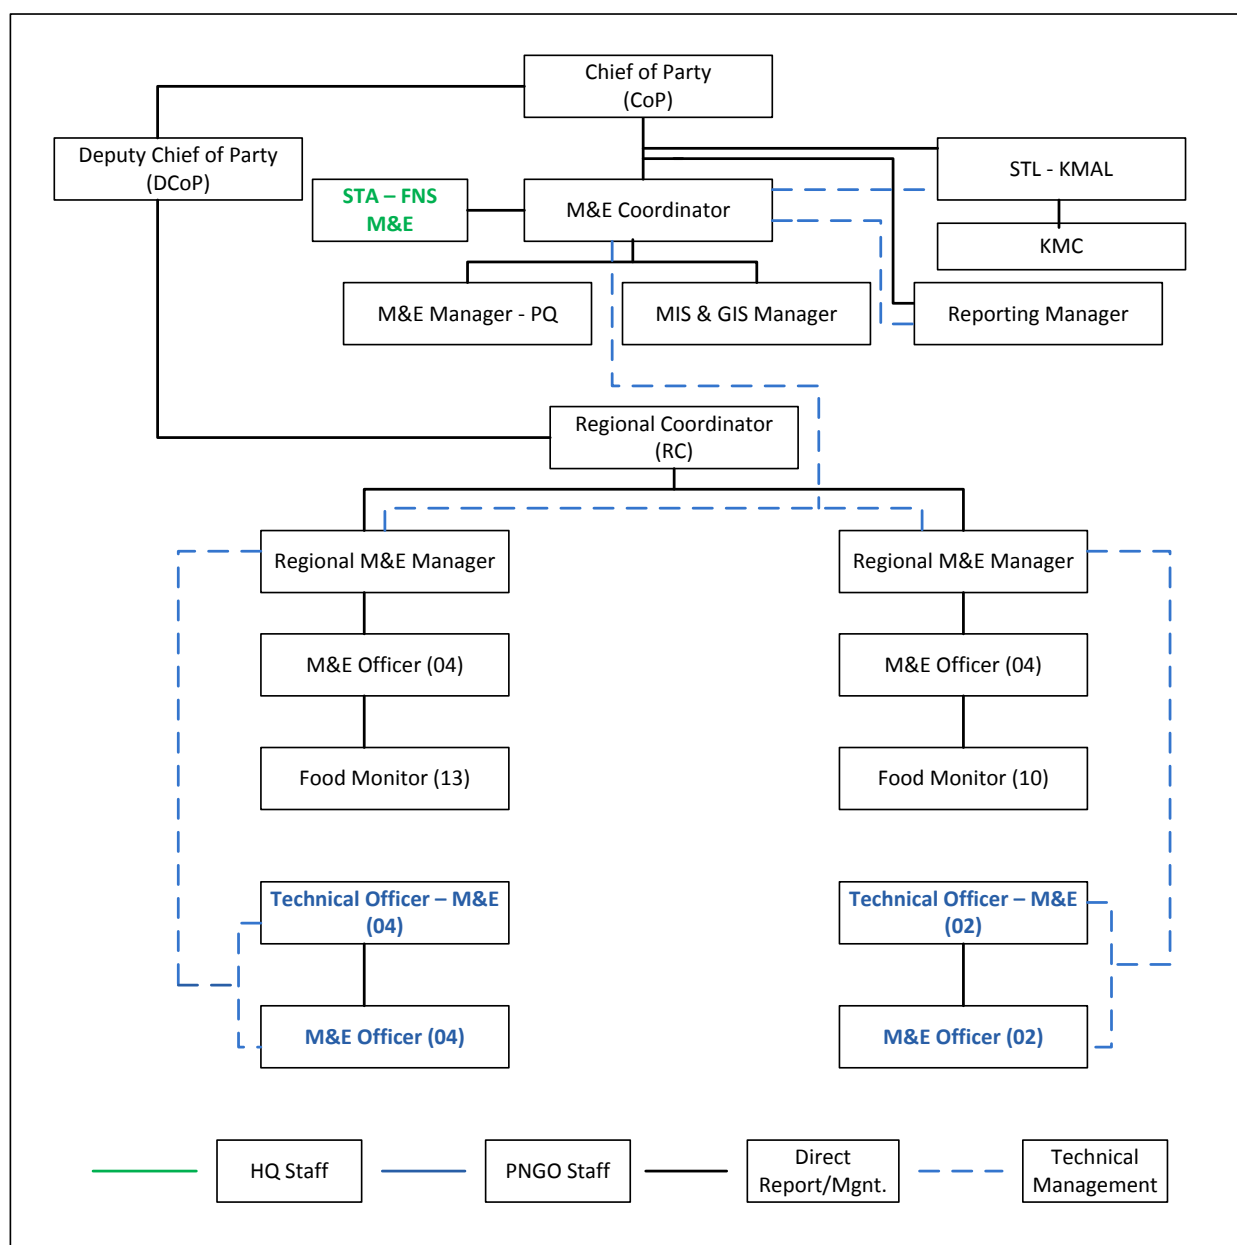 Chief of Party
(CoP)
Deputy Chief of Party
(DCoP)
STL - KMAL
STA – FNS
M&E
M&E Coordinator
KMC
M&E Manager - PQ
MIS & GIS Manager
Reporting Manager
Regional Coordinator
(RC)
Regional M&E Manager
Regional M&E Manager
M&E Officer (04)
M&E Officer (04)
Food Monitor (13)
Food Monitor (10)
Technical Officer – M&E
(04)
Technical Officer – M&E
(02)
M&E Officer (04)
M&E Officer (02)
HQ Staff
PNGO Staff
Direct
Report/Mgnt.
Technical
Management